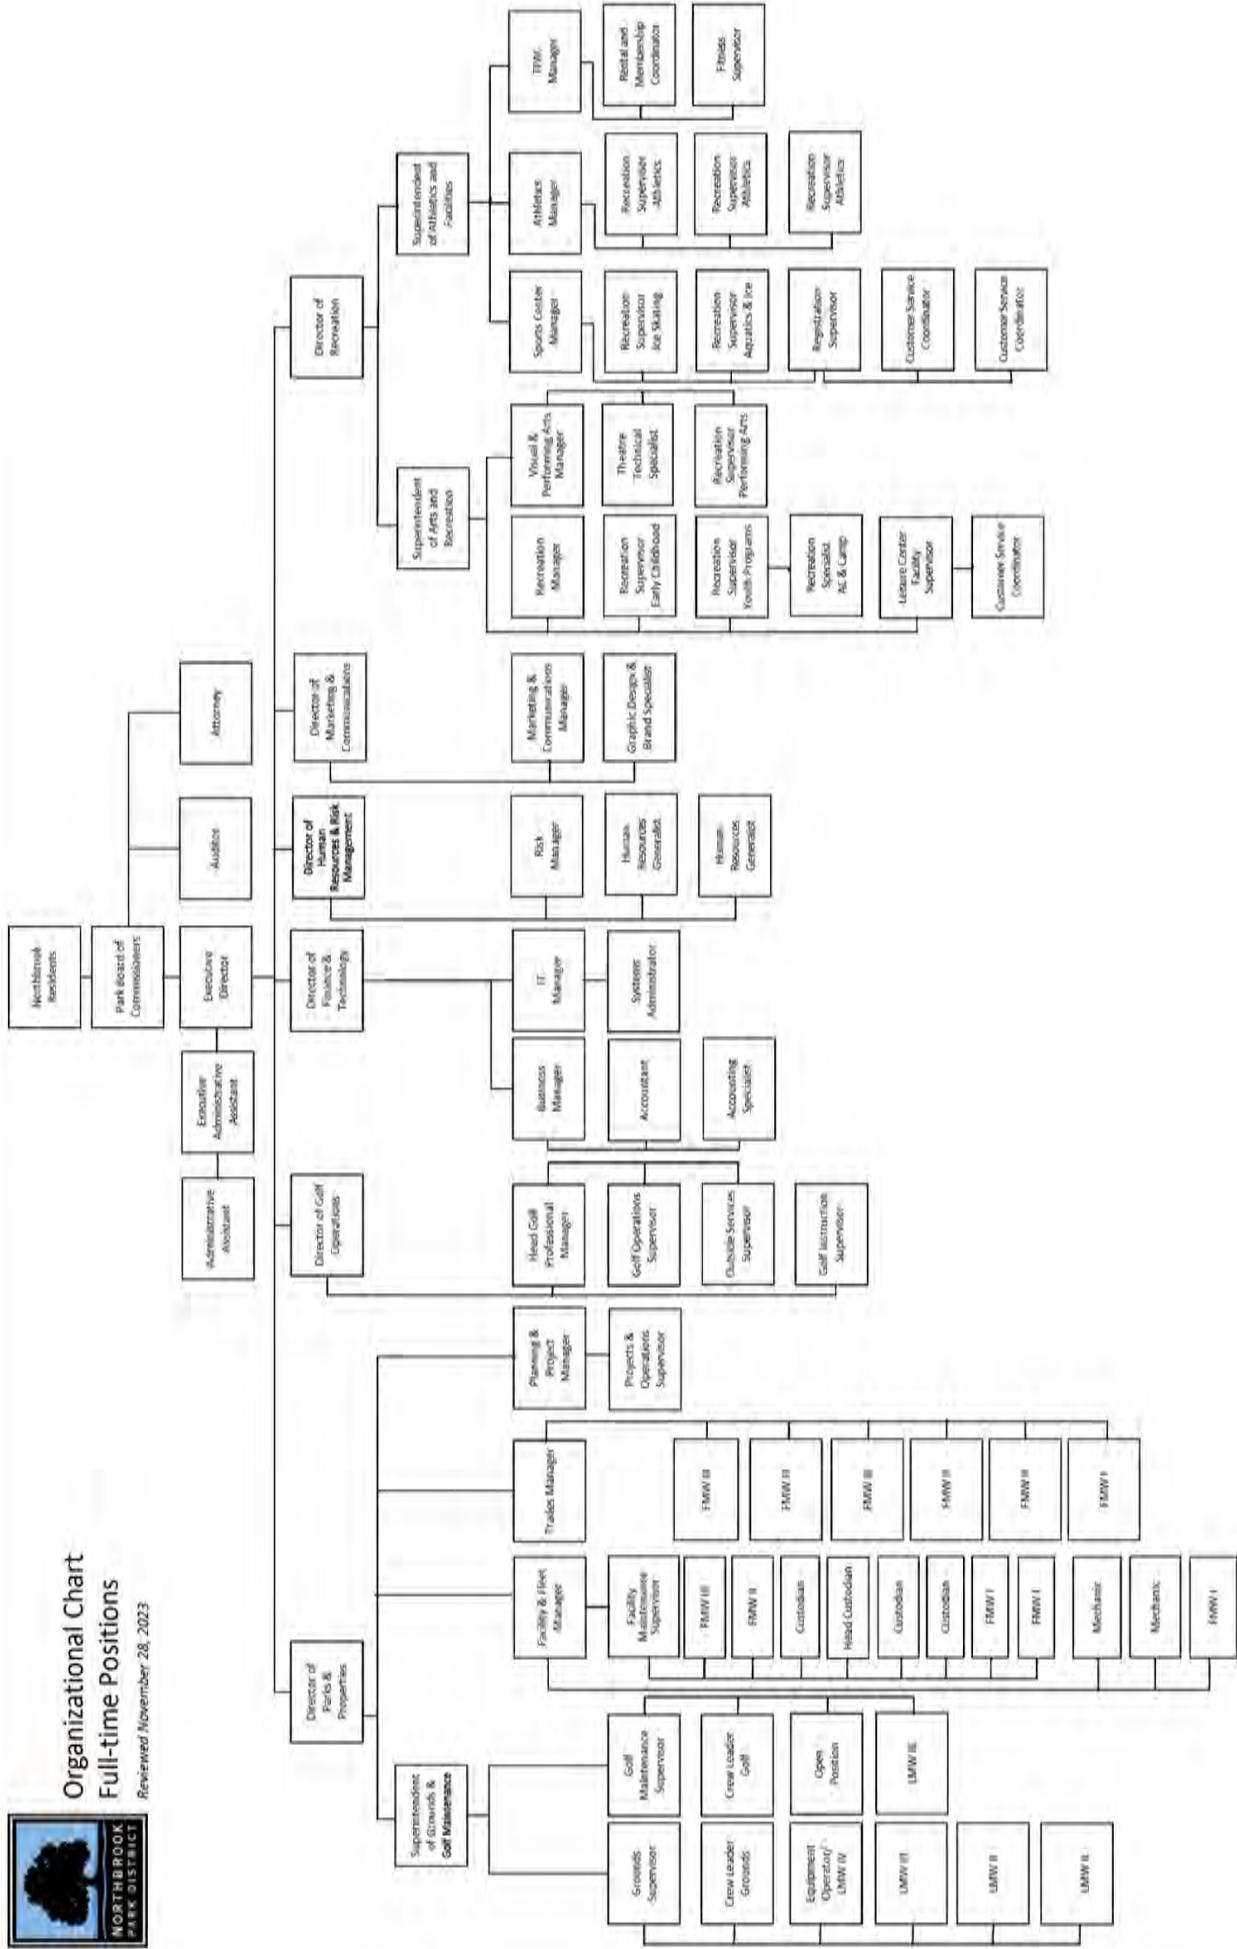 NORTHBROOK
PARK DISTRICT
Organizational Chart
Full-time Positions
Reviewed November 28, 2023
Northbrook
Residents
Park Board of
Commissioners
Administrative
Assistant
Executive
Administrative
Assistant
Executive
Director
Auditor
Attorney
Director of
Parks &
Properties
Director of Golf
Operations
Director of
Finance &
Technology
Director of
Human
Resources & Risk
Management
Director of
Marketing &
Communications
Director of
Recreation
Superintendent
of Grounds &
Golf Maintenance
Superintendent
of Arts and
Recreation
Superintendent
of Athletics and
Facilities
Facility & Fleet
Manager
Trades Manager
Planning &
Project
Manager
Head Golf
Professional
Manager
Business
Manager
IT
Manager
Risk
Manager
Marketing &
Communications
Manager
Recreation
Manager
Visual &
Performing Arts
Manager
Sports Center
Manager
Athletics
Manager
Manager
Grounds
Supervisor
Crew Leader
Grounds
Equipment
Operator/
LMW IV
LMW III
LMW II
LMW II
Golf
Maintenance
Supervisor
Crew Leader
Golf
Open
Position
LMW III
Facility
Maintenance
Supervisor
FMW III
FMW II
Custodian
Head Custodian
Custodian
Custodian
FMW I
FMW I
Mechanic
Mechanic
FMW I
FMW III
FMW III
FMW III
FMW II
FMW II
FMW I
Projects &
Operations
Supervisor
Golf Operations
Supervisor
Outside Services
Supervisor
Golf Instruction
Supervisor
Accountant
Accounting
Specialist
Systems
Administrator
Human
Resources
Generalist
Human
Resources
Generalist
Graphic Design &
Brand Specialist
Recreation
Supervisor
Early Childhood
Recreation
Supervisor
Youth Programs
Recreation
Specialist
AC & Camp
Leisure Center
Facility
Supervisor
Customer Service
Coordinator
Theatre
Technical
Specialist
Recreation
Supervisor
Performing Arts
Recreation
Supervisor
Ice Skating
Recreation
Supervisor
Aquatics & Ice
Registration
Supervisor
Customer Service
Coordinator
Customer Service
Coordinator
Recreation
Supervisor
Athletics
Recreation
Supervisor
Athletics
Recreation
Supervisor
Athletics
Rental and
Membership
Coordinator
Fitness
Supervisor